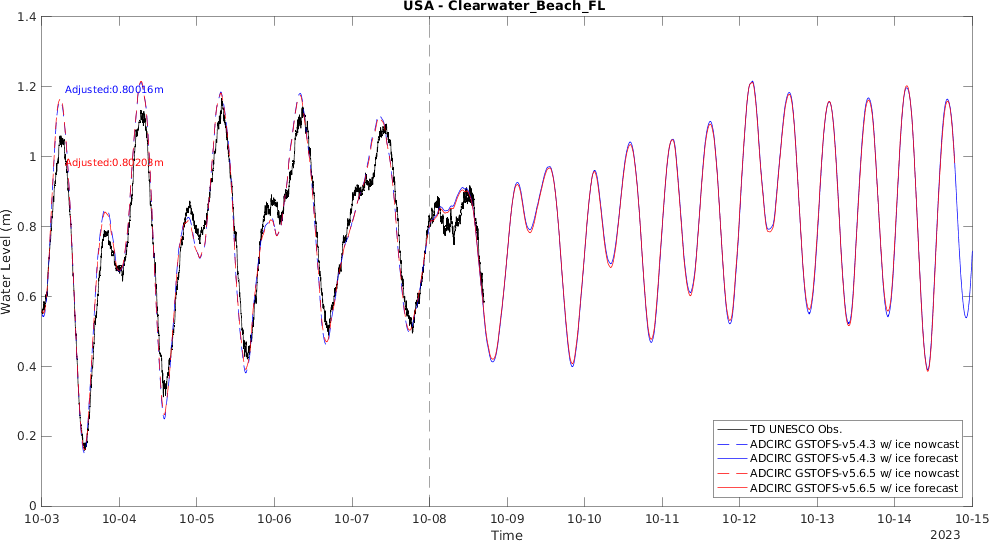 USA - Clearwater_Beach_FL
1.4
1.2
1
0.8
0.6
0.4
0.2
0
Water Level (m)
Adjusted:0.80016m
Adjusted:0.80203m
TD UNESCO Obs.
ADCIRC GSTOFS-v5.4.3 w/ ice nowcast
ADCIRC GSTOFS-v5.4.3 w/ ice forecast
ADCIRC GSTOFS-v5.6.5 w/ ice nowcast
ADCIRC GSTOFS-v5.6.5 w/ ice forecast
10-03 10-04 10-05 10-06 10-07 10-08 10-09 10-10 10-11 10-12 10-13 10-14 10-15
Time
2023